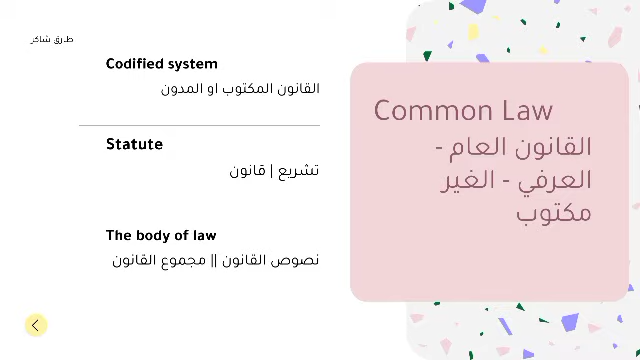 طارق شاكر
Codified system
القانون المكتوب او المدون
Statute
تشريع | قانون
The body of law
نصوص القانون || مجموع القانون
Common Law
القانون العام -
العرفي - الغير
مكتوب